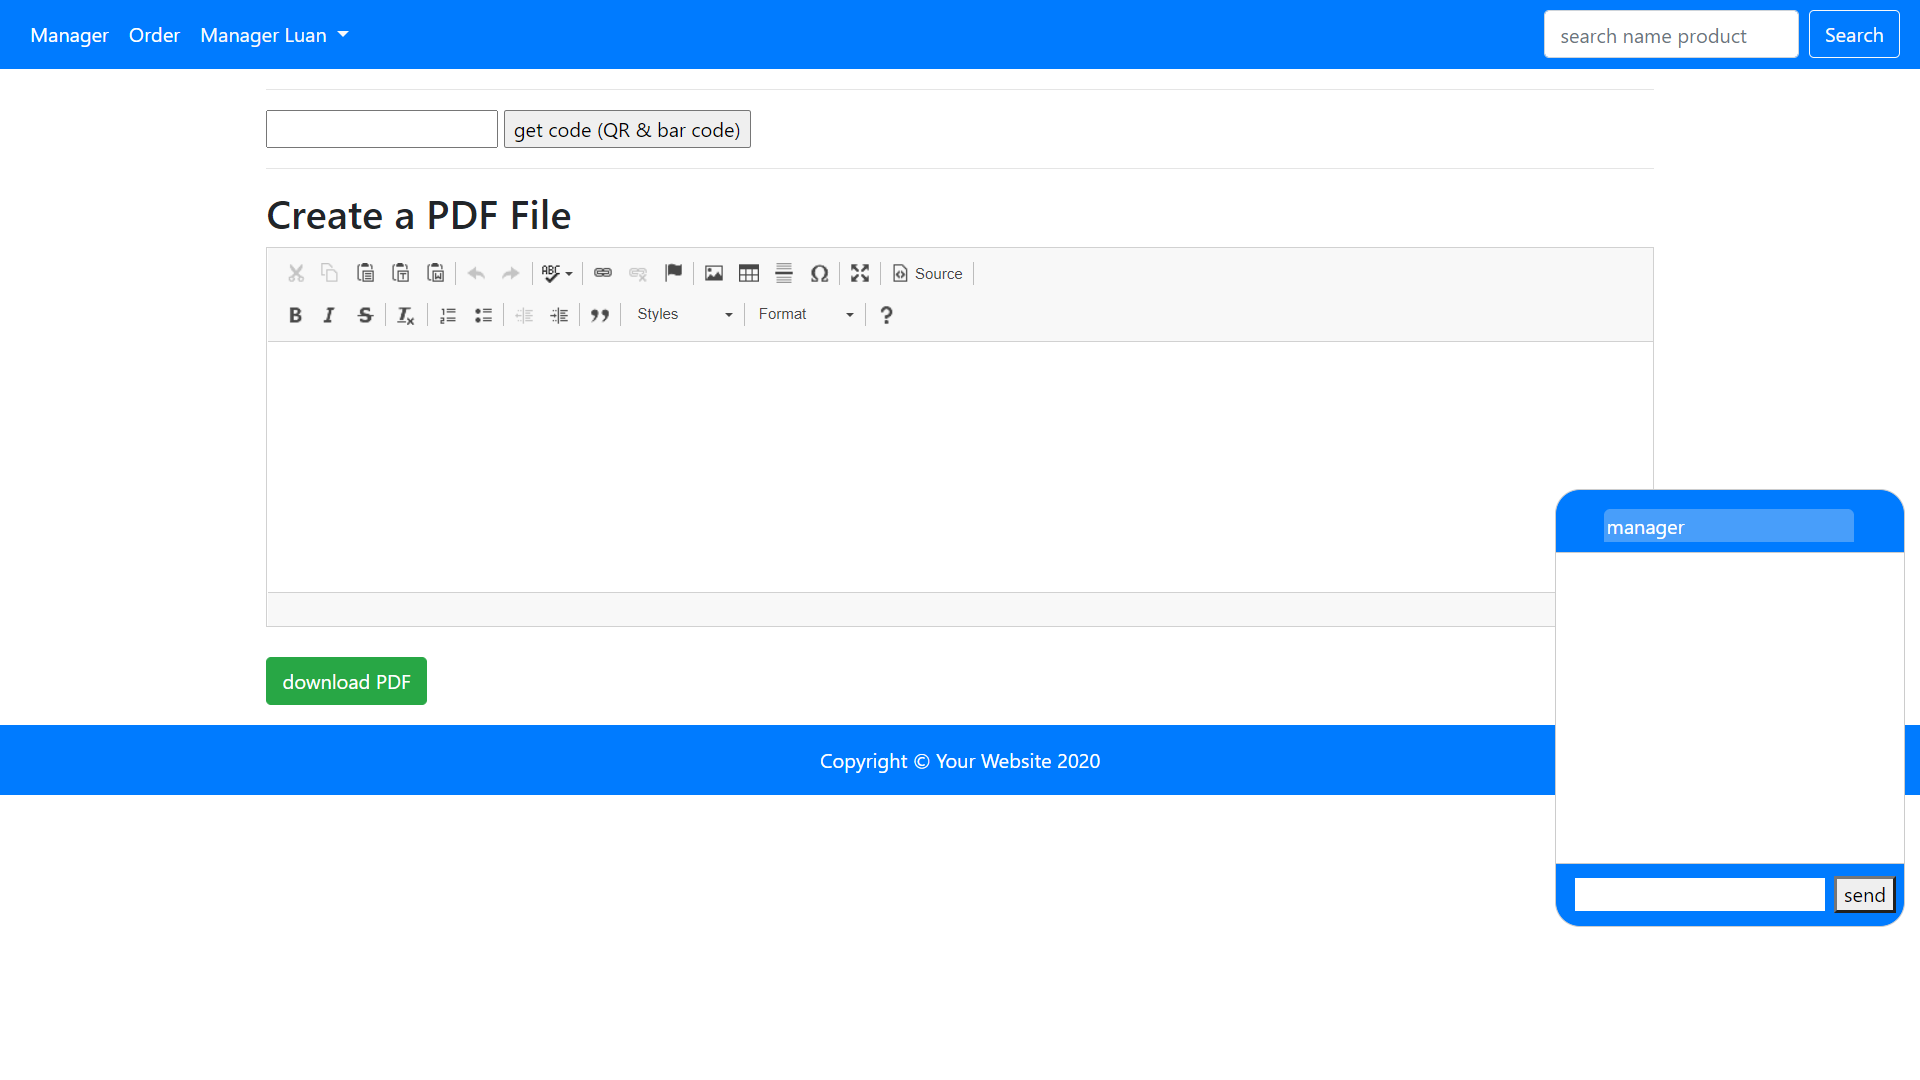 Manager Order Manager Luan
search name product Search
get code (QR & bar code)
Create a PDF File
ABC Source
B I S Styles Format ?
manager
download PDF
Copyright © Your Website 2020
send